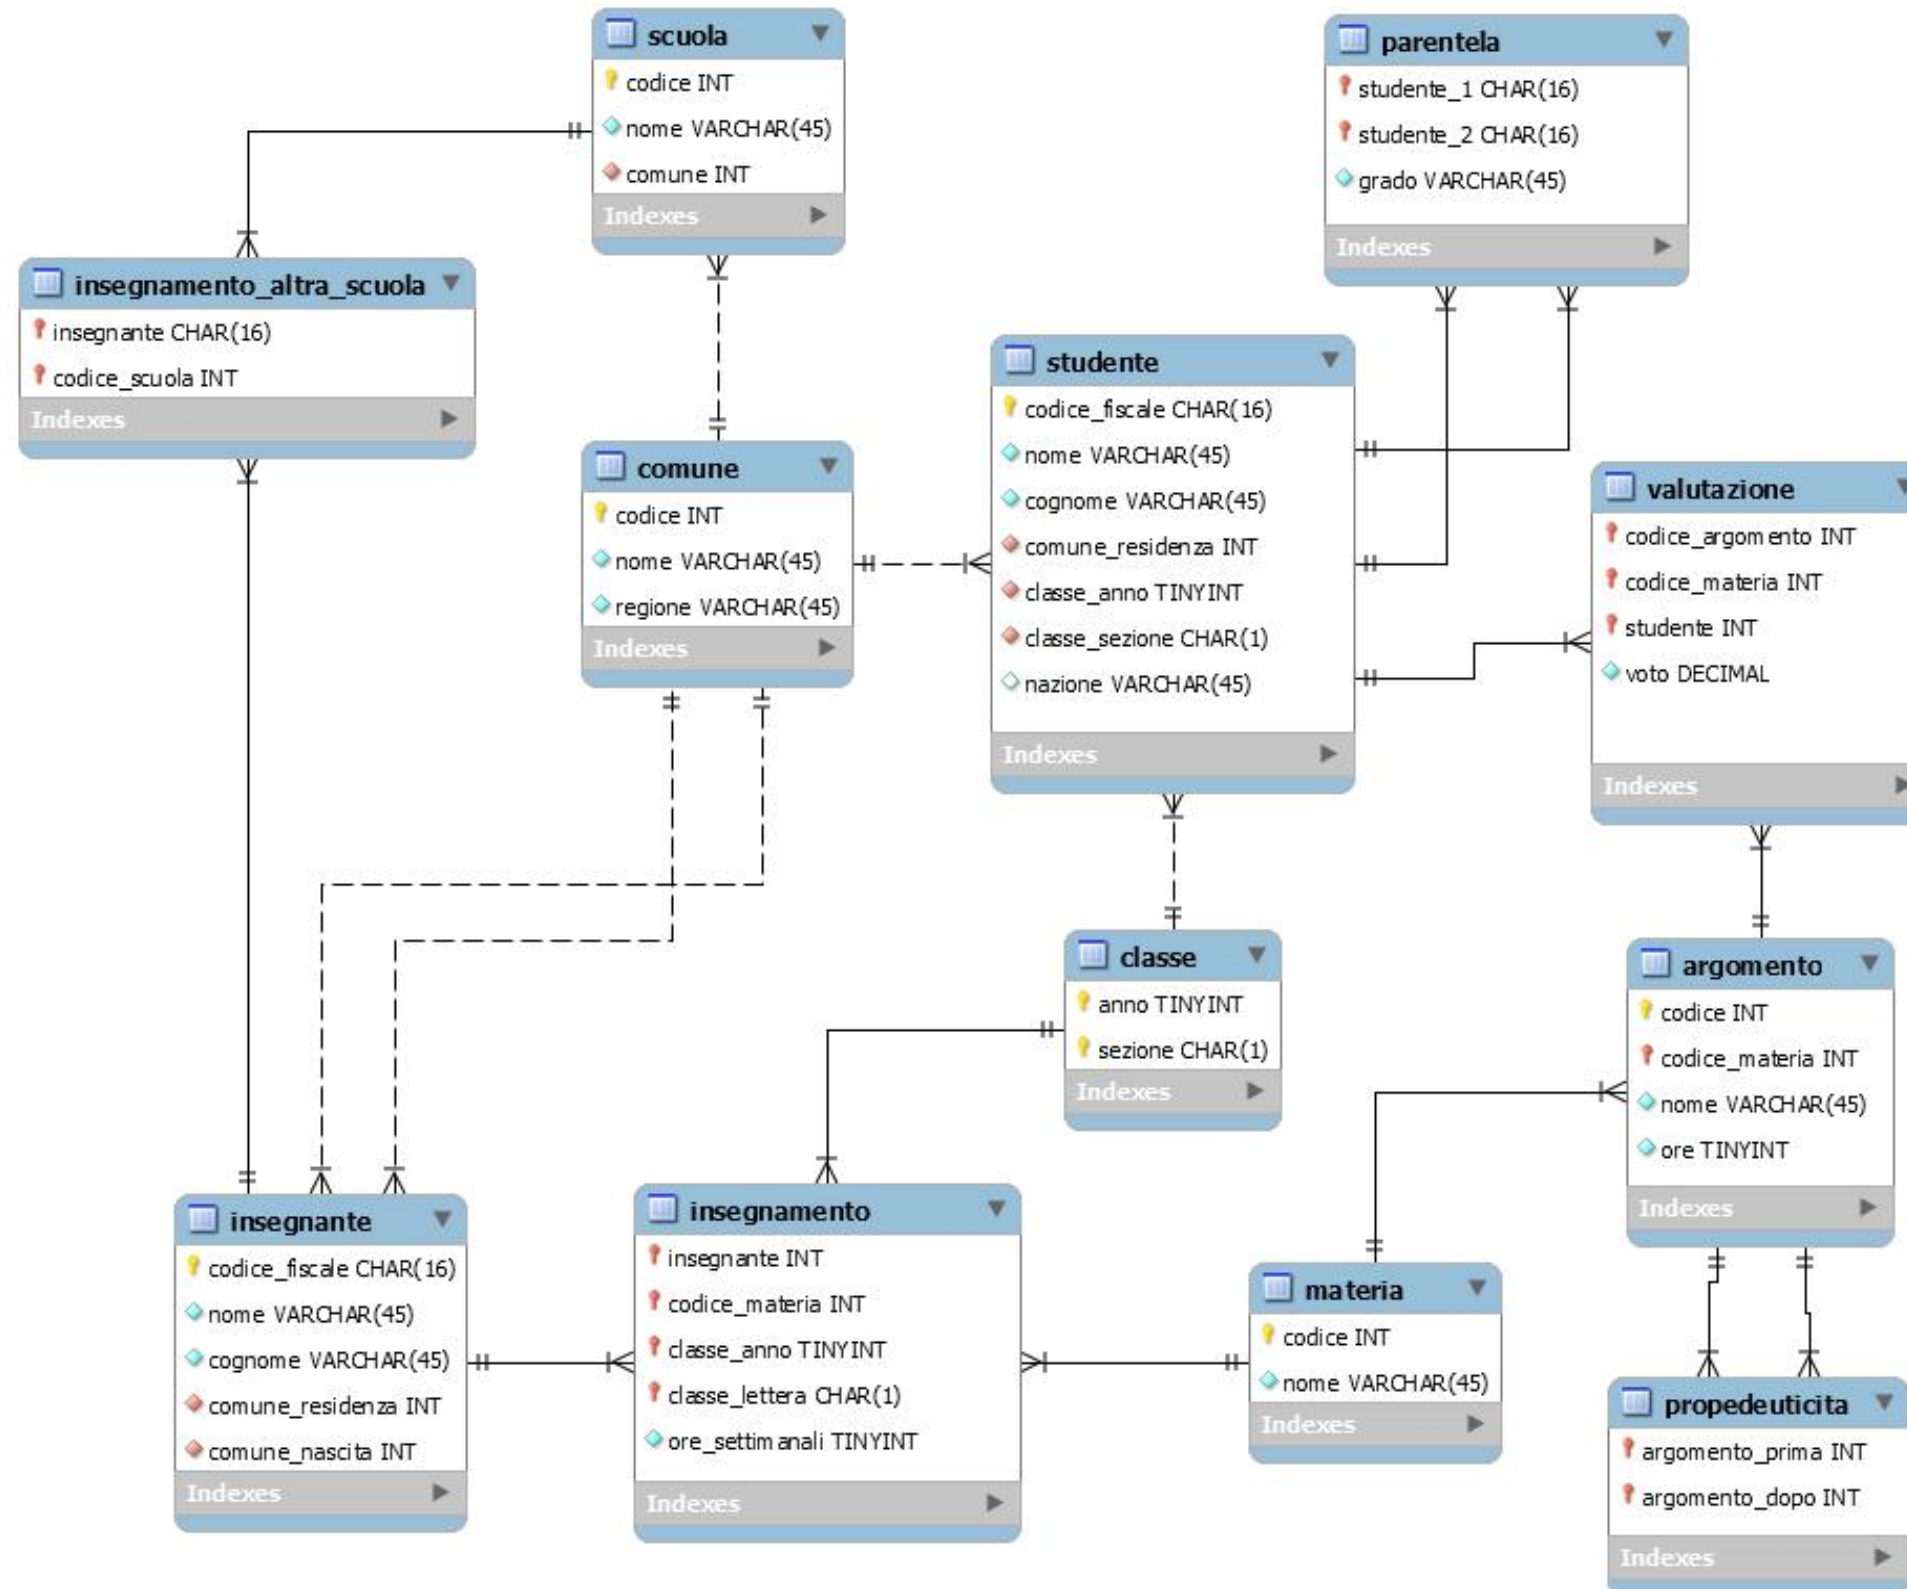 scuola
codice INT
nome VARCHAR(45)
comune INT
Indexes
parentela
studente_1 CHAR(16)
studente_2 CHAR(16)
grado VARCHAR(45)
Indexes
insegnamento_altra_scuola
insegnante CHAR(16)
codice_scuola INT
Indexes
studente
codice_fiscale CHAR(16)
nome VARCHAR(45)
cognome VARCHAR(45)
comune_residenza INT
classe_anno TINYINT
classe_sezione CHAR(1)
nazione VARCHAR(45)
Indexes
comune
codice INT
nome VARCHAR(45)
regione VARCHAR(45)
Indexes
valutazione
codice_argomento INT
codice_materia INT
studente INT
voto DECIMAL
Indexes
classe
anno TINYINT
sezione CHAR(1)
Indexes
argomento
codice INT
codice_materia INT
nome VARCHAR(45)
ore TINYINT
Indexes
insegnante
codice_fiscale CHAR(16)
nome VARCHAR(45)
cognome VARCHAR(45)
comune_residenza INT
comune_nascita INT
Indexes
insegnamento
insegnante INT
codice_materia INT
classe_anno TINYINT
classe_lettera CHAR(1)
ore_settimanali TINYINT
Indexes
materia
codice INT
nome VARCHAR(45)
Indexes
propedeuticita
argomento_prima INT
argomento_dopo INT
Indexes